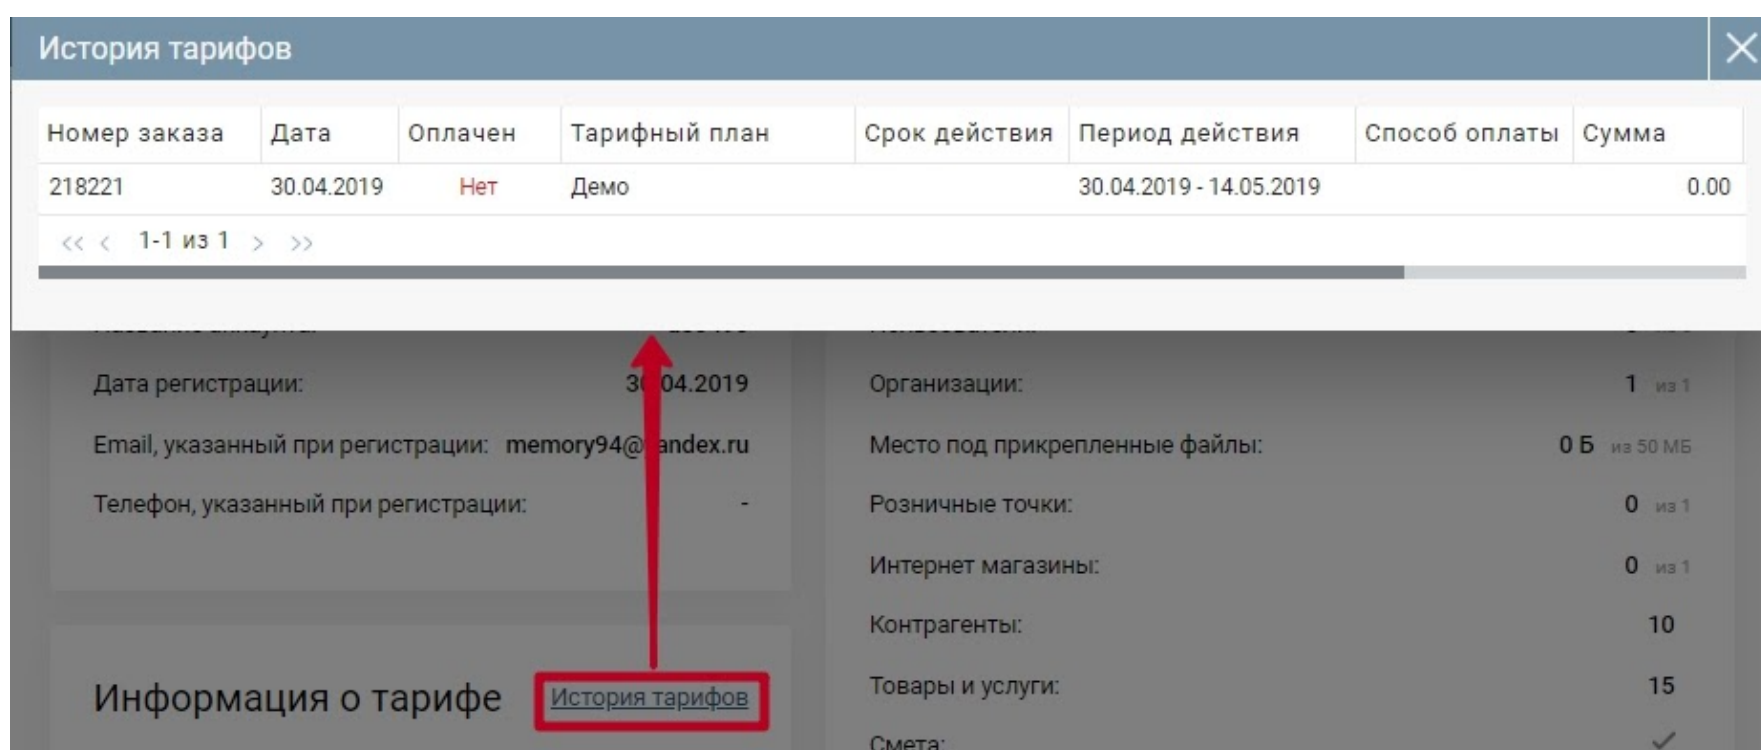 История тарифов
Номер заказа Дата Оплачен Тарифный план Срок действия Период действия Способ оплаты Сумма
218221 30.04.2019 Нет Демо 30.04.2019 - 14.05.2019 0.00
<< < 1-1 из 1 > >>
Дата регистрации: 30.04.2019
Email, указанный при регистрации: memory94@yandex.ru
Телефон, указанный при регистрации: -
Информация о тарифе История тарифов
Организации: 1 из 1
Место под прикрепленные файлы: 0 Б из 50 МБ
Розничные точки: 0 из 1
Интернет магазины: 0 из 1
Контрагенты: 10
Товары и услуги: 15
Смета: